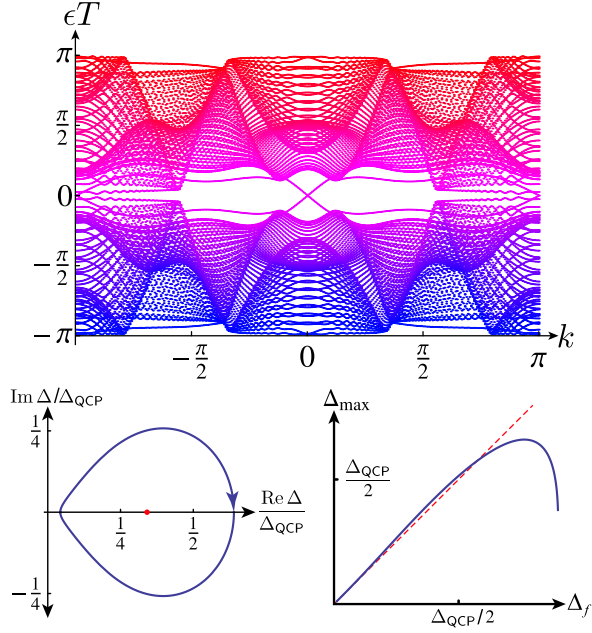 ϵT
π
π/2
0
−π/2
−π
−π/2
0
π/2
π
k
Im Δ/Δ_QCP
1/4
−1/4
1/4
1/2
Re Δ/Δ_QCP
Δ_max
Δ_QCP/2
Δ_QCP/2
Δ_f